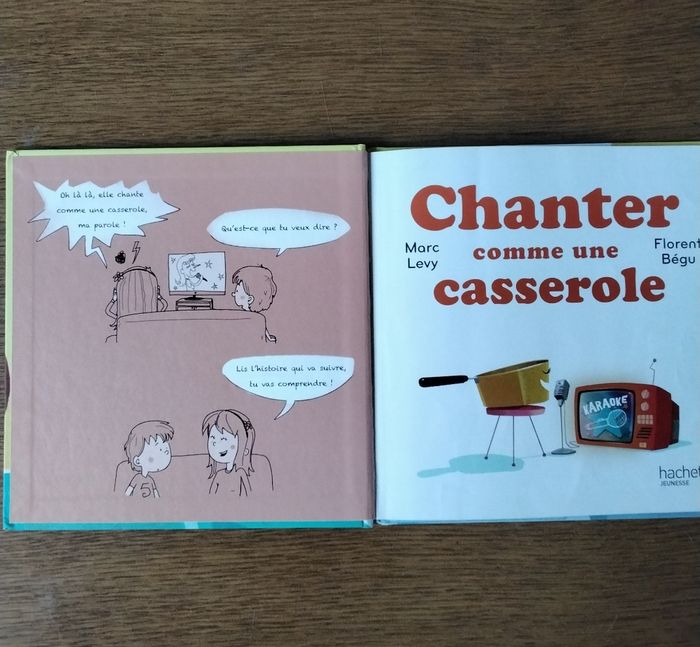 Oh là là, elle chante
comme une casserole,
ma parole !
Qu'est-ce que tu veux dire ?
Lis l'histoire qui va suivre,
tu vas comprendre !
5
Chanter
comme une
casserole
Marc
Levy
Florent
Bégu
KARAOKE
hachet
JEUNESSE